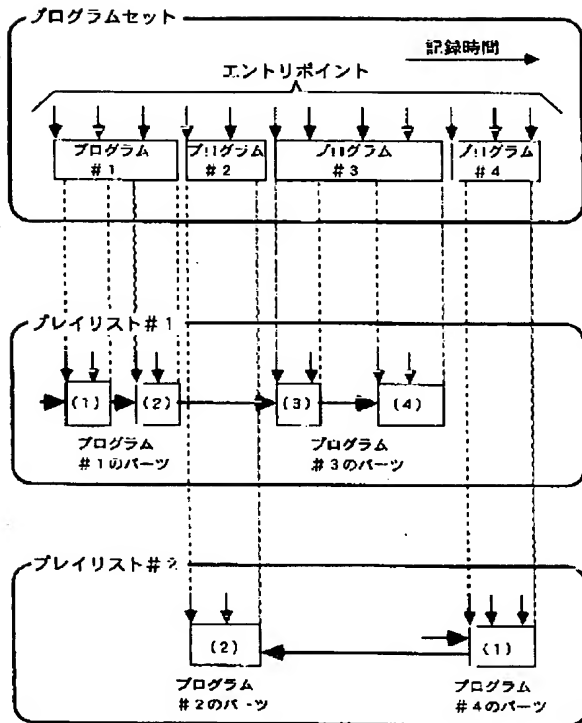 プログラムセット
記録時間
エントリポイント
プログラム
#1
プログラム
#2
プログラム
#3
プログラム
#4
プレイリスト#1
(1)
(2)
(3)
(4)
プログラム
#1のパーツ
プログラム
#3のパーツ
プレイリスト#2
(2)
(1)
プログラム
#2のパーツ
プログラム
#4のパーツ